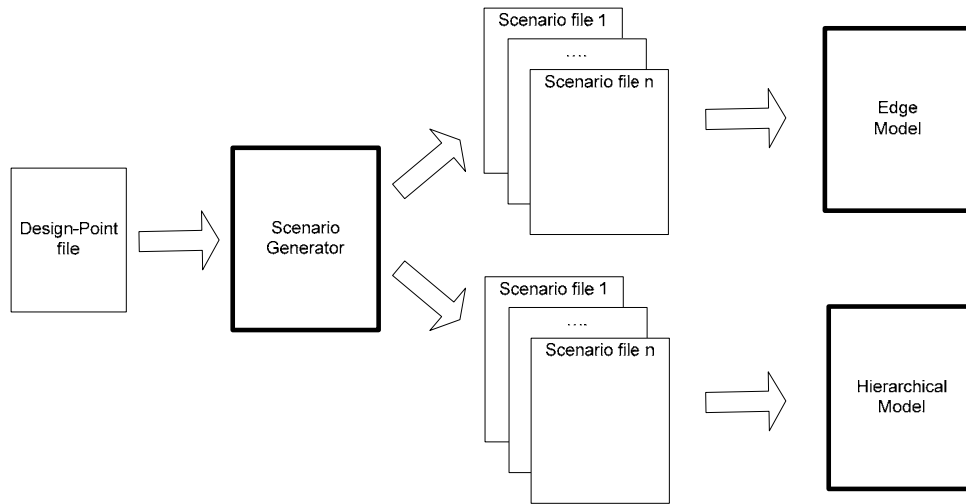 Design-Point
file
Scenario
Generator
Scenario file 1
....
Scenario file n
Edge
Model
Scenario file 1
....
Scenario file n
Hierarchical
Model